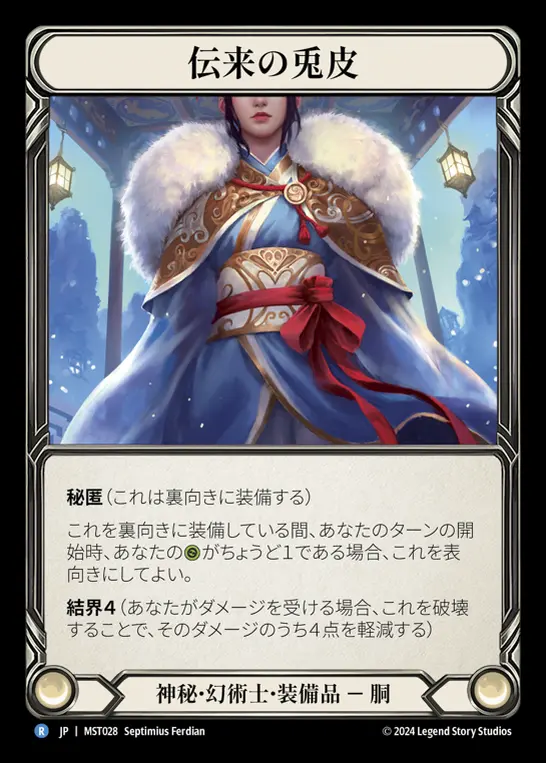 伝来の兎皮
秘匿（これは裏向きに装備する）
これを裏向きに装備している間、あなたのターンの開
始時、あなたのがちょうど1である場合、これを表
向きにしてよい。
結界4（あなたがダメージを受ける場合、これを破壊
することで、そのダメージのうち4点を軽減する）
神秘・幻術士・装備品 － 胴
R JP | MST028 Septimius Ferdian
© 2024 Legend Story Studios